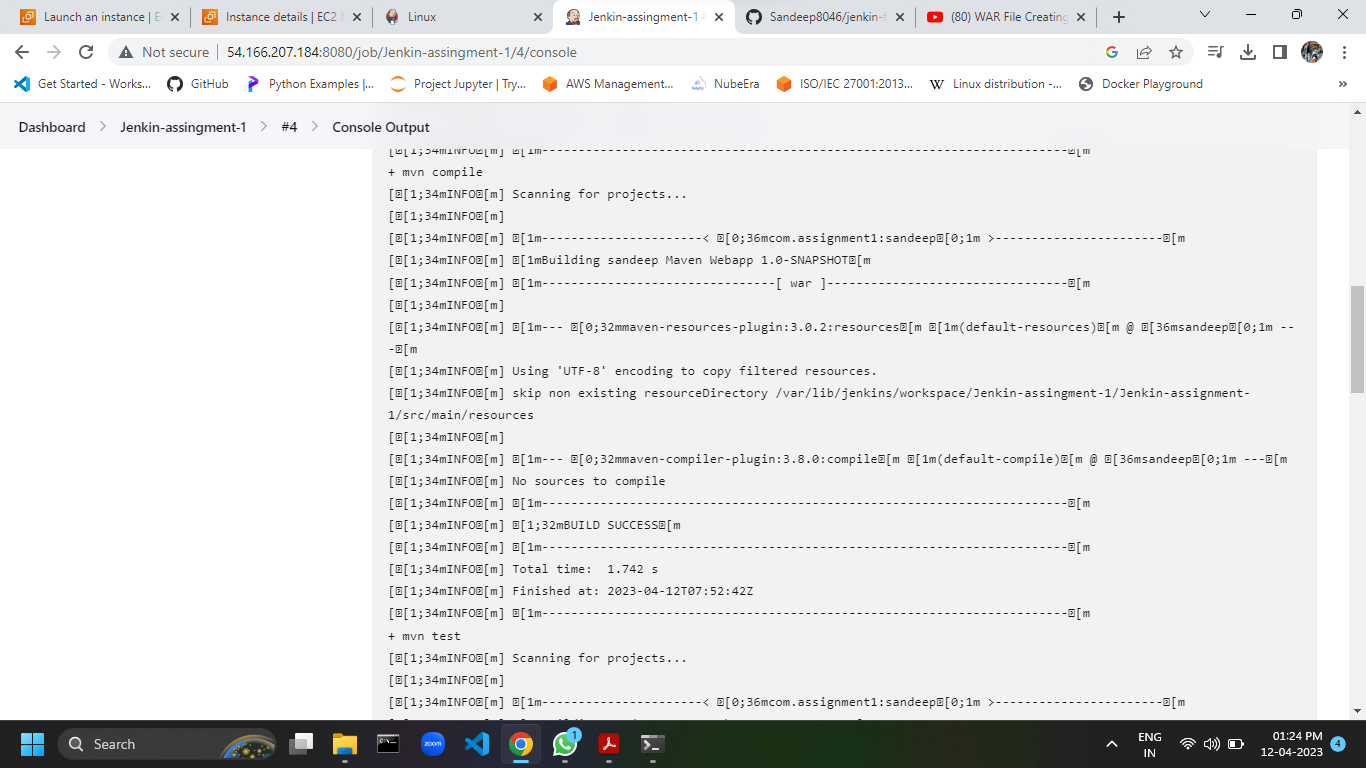 Launch an instance | E
Instance details | EC2
Linux
Jenkin-assingment-1
Sandeep8046/jenkin-
(80) WAR File Creating
Not secure
54.166.207.184:8080/job/Jenkin-assingment-1/4/console
Get Started - Works...
GitHub
Python Examples |...
Project Jupyter | Try...
AWS Management...
NubeEra
ISO/IEC 27001:2013...
Linux distribution -...
Docker Playground
»
Dashboard
Jenkin-assingment-1
#4
Console Output
[␛[1;34mINFO␛[m] ␛[1m------------------------------------------------------------------------␛[m
+ mvn compile
[␛[1;34mINFO␛[m] Scanning for projects...
[␛[1;34mINFO␛[m]
[␛[1;34mINFO␛[m] ␛[1m----------------------< ␛[0;36mcom.assignment1:sandeep␛[0;1m >-----------------------␛[m
[␛[1;34mINFO␛[m] ␛[1mBuilding sandeep Maven Webapp 1.0-SNAPSHOT␛[m
[␛[1;34mINFO␛[m] ␛[1m--------------------------------[ war ]---------------------------------␛[m
[␛[1;34mINFO␛[m]
[␛[1;34mINFO␛[m] ␛[1m--- ␛[0;32mmaven-resources-plugin:3.0.2:resources␛[m ␛[1m(default-resources)␛[m @ ␛[36msandeep␛[0;1m --
-␛[m
[␛[1;34mINFO␛[m] Using 'UTF-8' encoding to copy filtered resources.
[␛[1;34mINFO␛[m] skip non existing resourceDirectory /var/lib/jenkins/workspace/Jenkin-assingment-1/Jenkin-assignment-
1/src/main/resources
[␛[1;34mINFO␛[m]
[␛[1;34mINFO␛[m] ␛[1m--- ␛[0;32mmaven-compiler-plugin:3.8.0:compile␛[m ␛[1m(default-compile)␛[m @ ␛[36msandeep␛[0;1m ---␛[m
[␛[1;34mINFO␛[m] No sources to compile
[␛[1;34mINFO␛[m] ␛[1m------------------------------------------------------------------------␛[m
[␛[1;34mINFO␛[m] ␛[1;32mBUILD SUCCESS␛[m
[␛[1;34mINFO␛[m] ␛[1m------------------------------------------------------------------------␛[m
[␛[1;34mINFO␛[m] Total time:  1.742 s
[␛[1;34mINFO␛[m] Finished at: 2023-04-12T07:52:42Z
[␛[1;34mINFO␛[m] ␛[1m------------------------------------------------------------------------␛[m
+ mvn test
[␛[1;34mINFO␛[m] Scanning for projects...
[␛[1;34mINFO␛[m]
[␛[1;34mINFO␛[m] ␛[1m----------------------< ␛[0;36mcom.assignment1:sandeep␛[0;1m >-----------------------␛[m
Search
zoom
1
ENG
IN
01:24 PM
12-04-2023
4